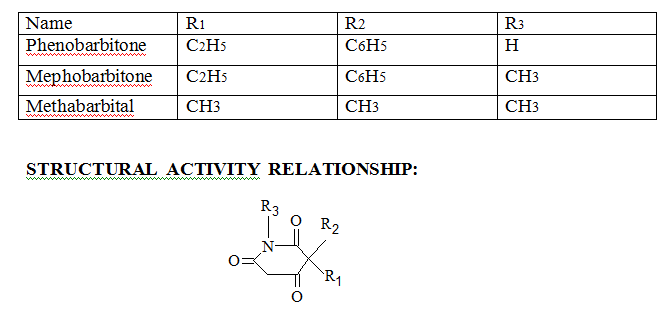 Name R1 R2 R3
Phenobarbitone C2H5 C6H5 H
Mephobarbitone C2H5 C6H5 CH3
Methabarbital CH3 CH3 CH3
STRUCTURAL ACTIVITY RELATIONSHIP:
R3
O R2
N
O
R1
O